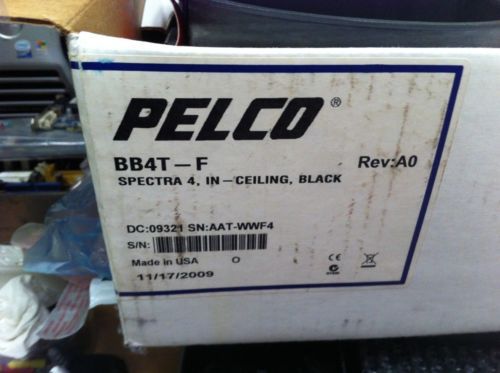 PELCO®
BB4T-F Rev:A0
SPECTRA 4, IN-CEILING, BLACK
DC:09321 SN:AAT-WWF4
S/N:
Made in USA O
11/17/2009
CE